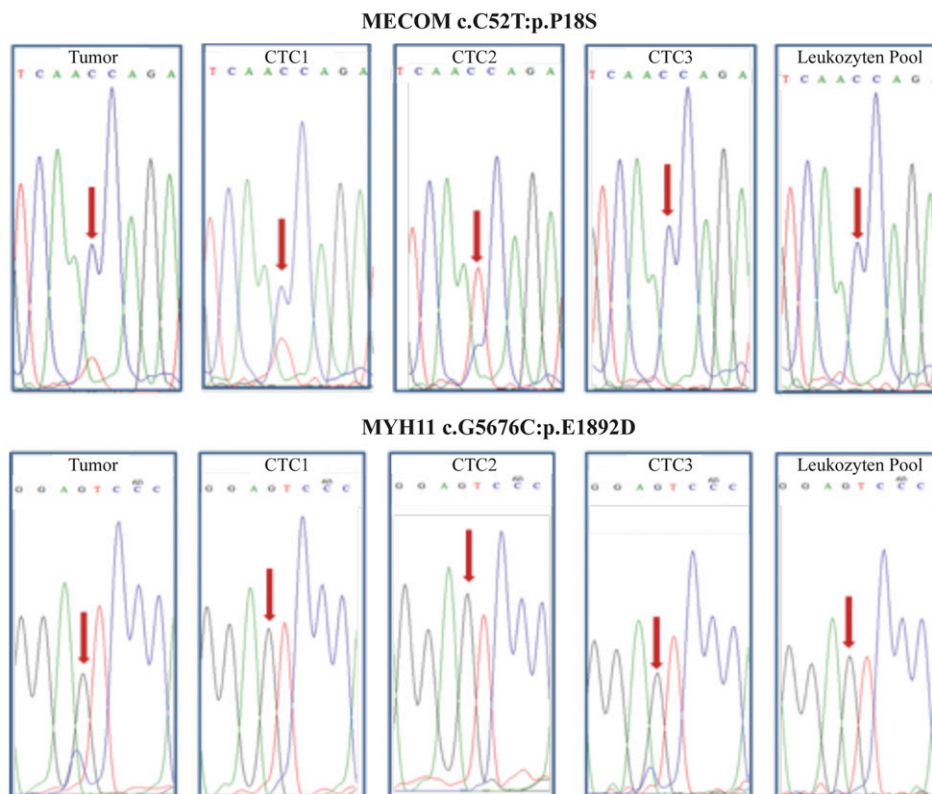 MECOM c.C52T:p.P18S
Tumor CTC1 CTC2 CTC3 Leukozyten Pool
T C A A C C A G A T C A A C C A G A T C A A C C A G A T C A A C C A G A T C A A C C A G
MYH11 c.G5676C:p.E1892D
Tumor CTC1 CTC2 CTC3 Leukozyten Pool
G G A G T C C C G G A G T C C C G G A G T C C C G G A G T C C C G G A G T C C C